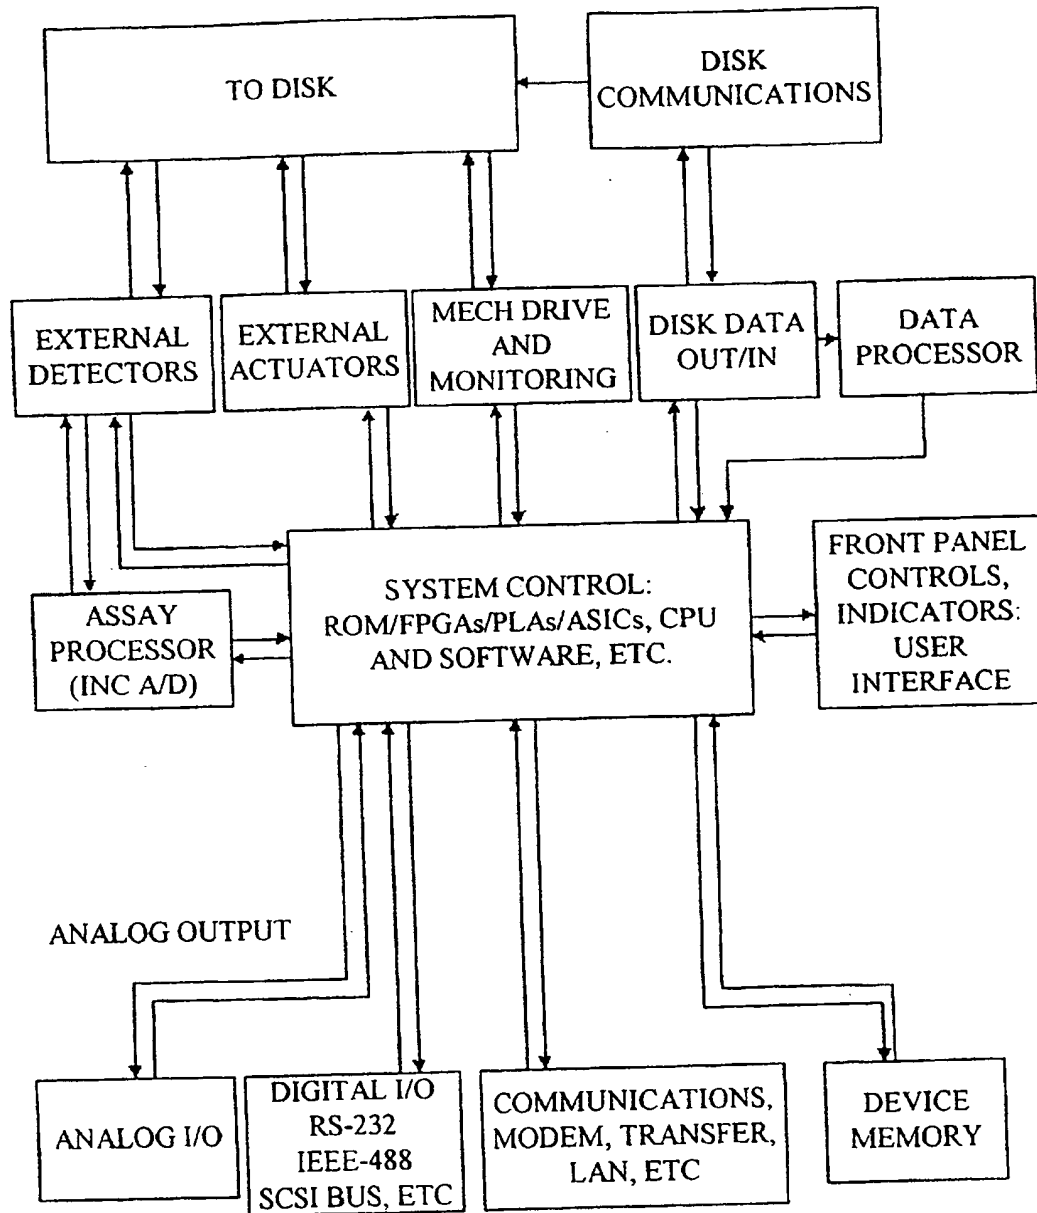 TO DISK
DISK
COMMUNICATIONS
EXTERNAL
DETECTORS
EXTERNAL
ACTUATORS
MECH DRIVE
AND
MONITORING
DISK DATA
OUT/IN
DATA
PROCESSOR
ASSAY
PROCESSOR
(INC A/D)
SYSTEM CONTROL:
ROM/FPGAs/PLAs/ASICs, CPU
AND SOFTWARE, ETC.
FRONT PANEL
CONTROLS,
INDICATORS:
USER
INTERFACE
ANALOG OUTPUT
ANALOG I/O
DIGITAL I/O
RS-232
IEEE-488
SCSI BUS, ETC
COMMUNICATIONS,
MODEM, TRANSFER,
LAN, ETC
DEVICE
MEMORY